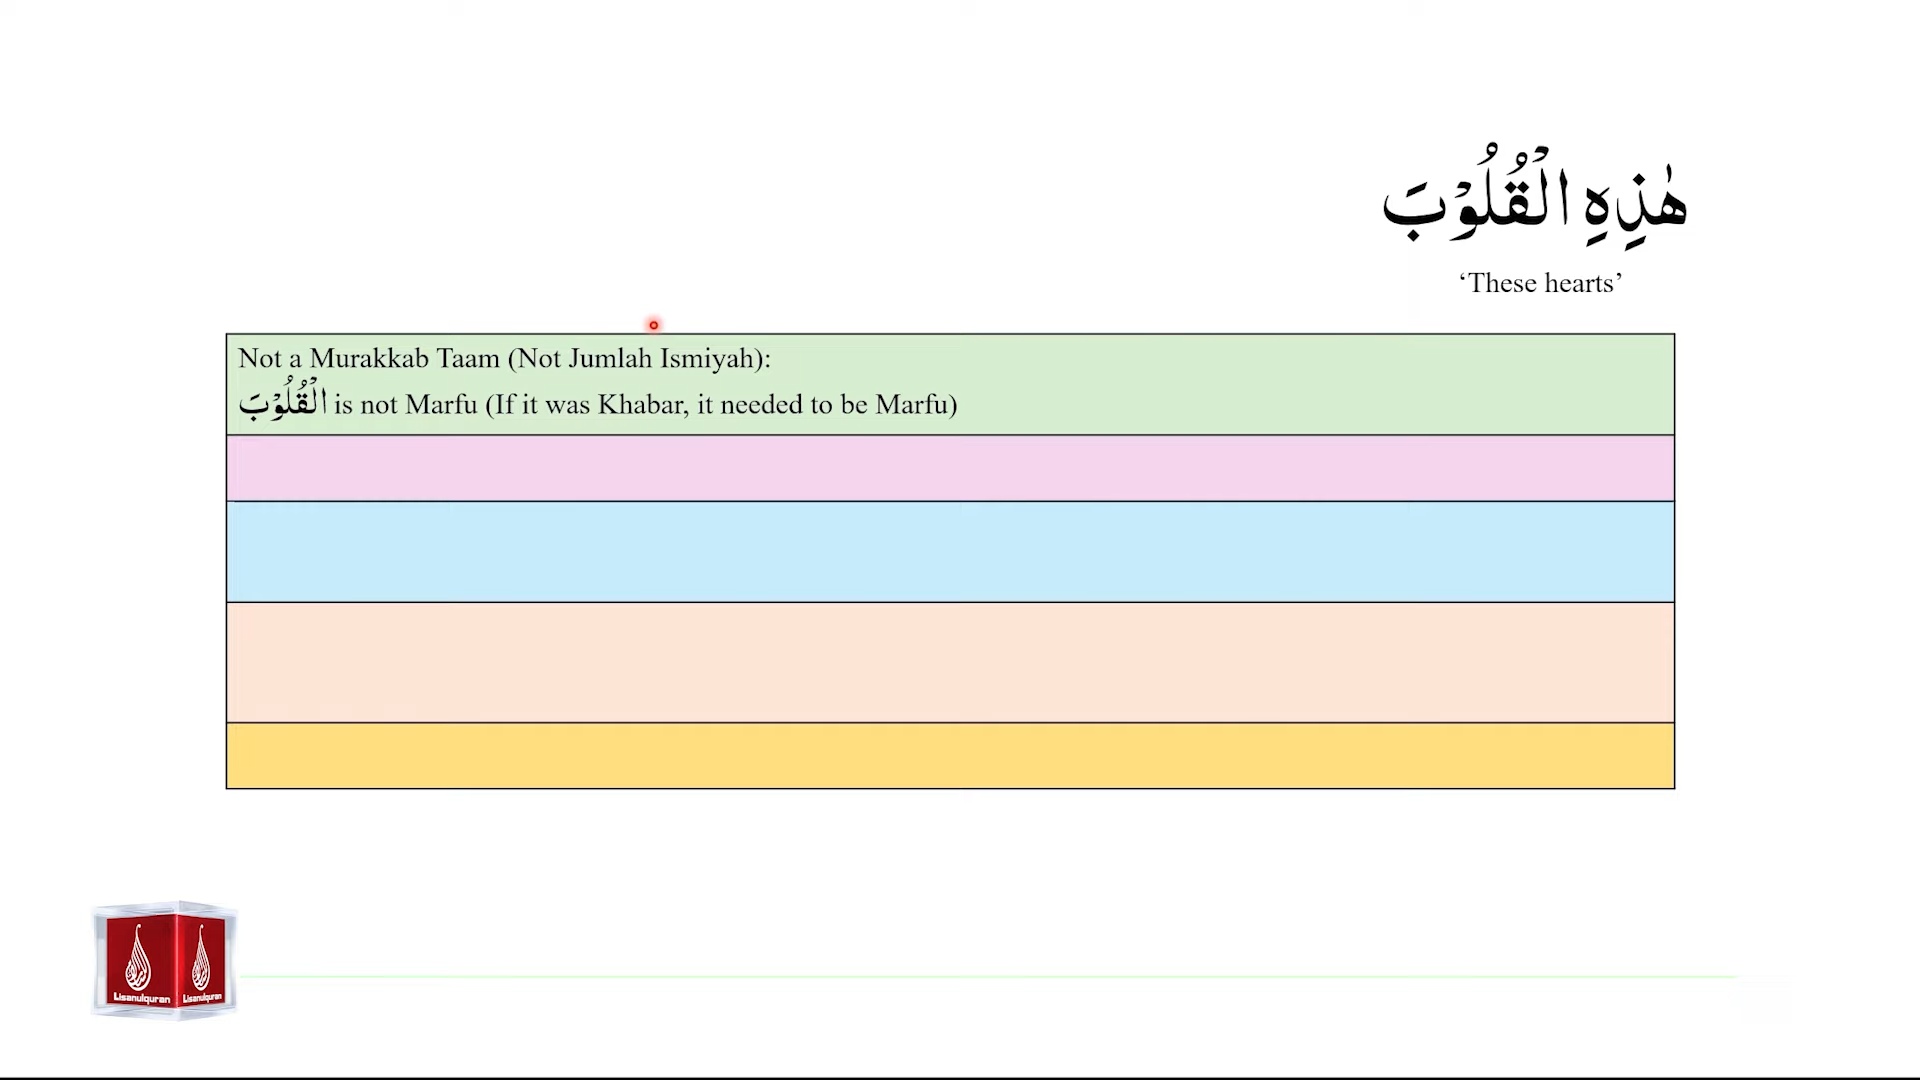 هٰذِهِ الْقُلُوْبَ
‘These hearts’
Not a Murakkab Taam (Not Jumlah Ismiyah):
الْقُلُوْبَ is not Marfu (If it was Khabar, it needed to be Marfu)
Lisanulquran Lisanulquran